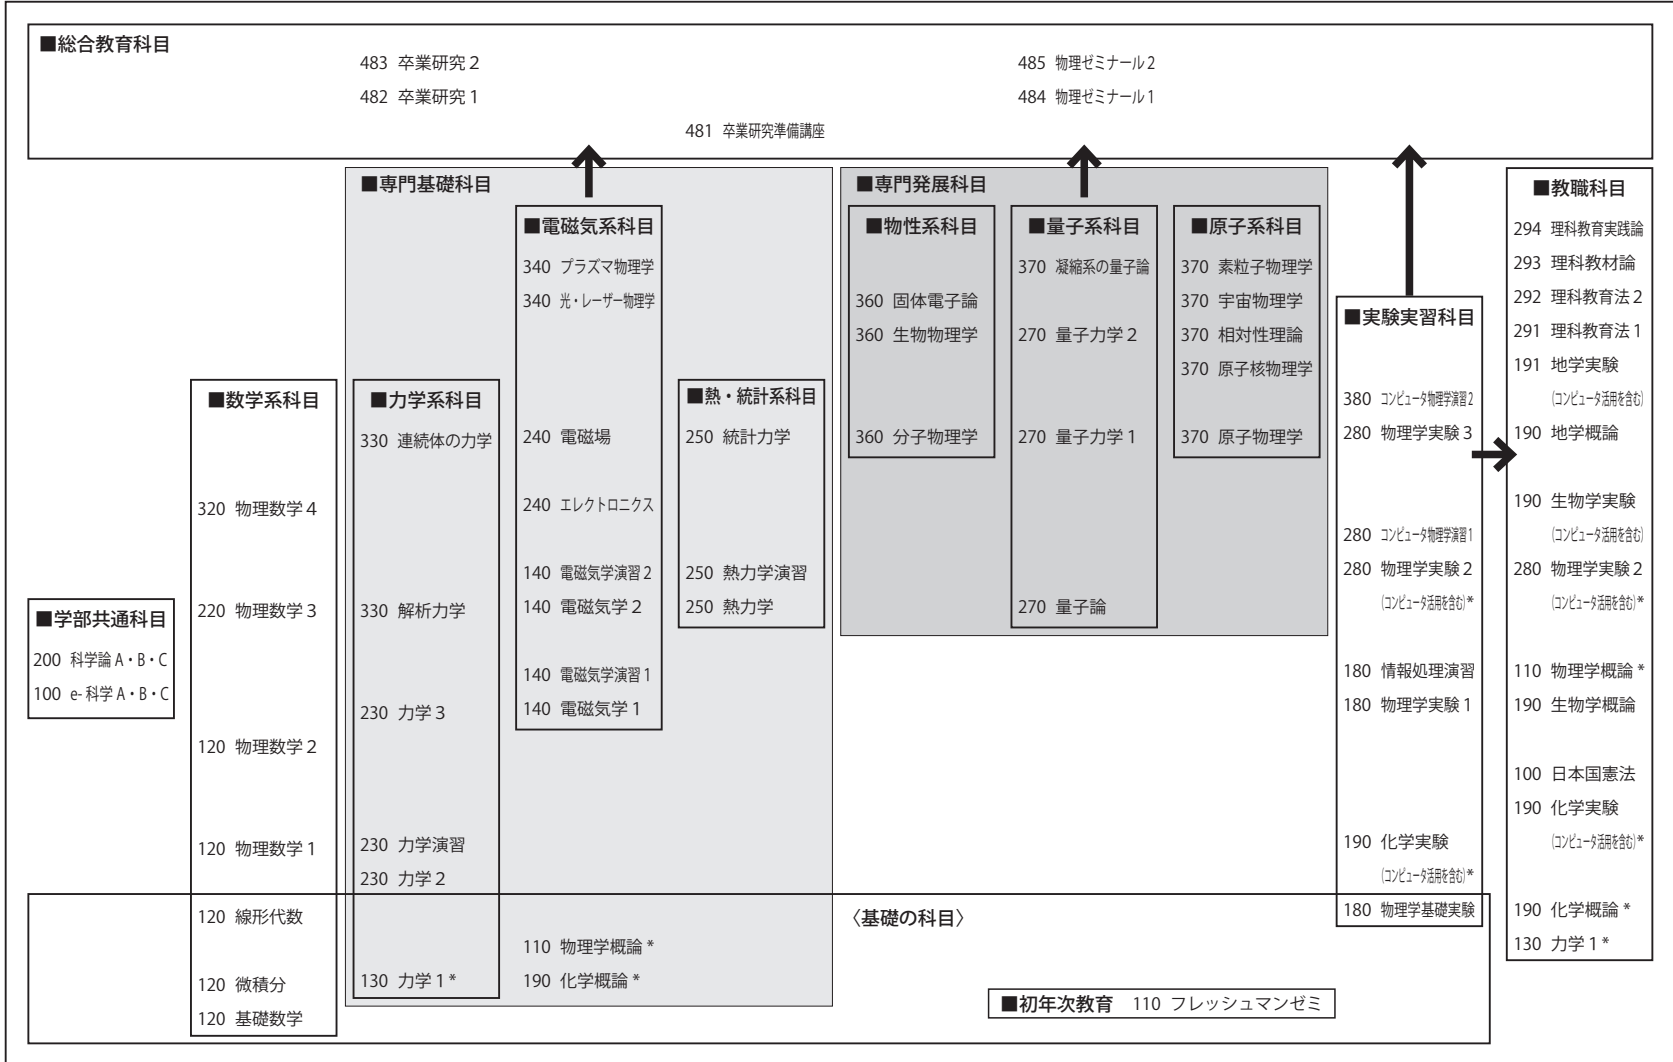 ■総合教育科目
483 卒業研究2
482 卒業研究1
485 物理ゼミナール2
484 物理ゼミナール1
481 卒業研究準備講座
■学部共通科目
200 科学論A・B・C
100 e-科学A・B・C
■数学系科目
320 物理数学4
220 物理数学3
120 物理数学2
120 物理数学1
120 線形代数
120 微積分
120 基礎数学
■専門基礎科目
■力学系科目
330 連続体の力学
330 解析力学
230 力学3
230 力学演習
230 力学2
130 力学1*
■電磁気系科目
340 プラズマ物理学
340 光・レーザー物理学
240 電磁場
240 エレクトロニクス
140 電磁気学演習2
140 電磁気学2
140 電磁気学演習1
140 電磁気学1
110 物理学概論*
190 化学概論*
■熱・統計系科目
250 統計力学
250 熱力学演習
250 熱力学
■専門発展科目
■物性系科目
360 固体電子論
360 生物物理学
360 分子物理学
■量子系科目
370 凝縮系の量子論
270 量子力学2
270 量子力学1
270 量子論
■原子系科目
370 素粒子物理学
370 宇宙物理学
370 相対性理論
370 原子核物理学
370 原子物理学
〈基礎の科目〉
■初年次教育 110 フレッシュマンゼミ
■実験実習科目
380 コンピュータ物理学演習2
280 物理学実験3
280 コンピュータ物理学演習1
280 物理学実験2
(コンピュータ活用を含む)*
180 情報処理演習
180 物理学実験1
190 化学実験
(コンピュータ活用を含む)*
180 物理学基礎実験
■教職科目
294 理科教育実践論
293 理科教材論
292 理科教育法2
291 理科教育法1
191 地学実験
(コンピュータ活用を含む)
190 地学概論
190 生物学実験
(コンピュータ活用を含む)
280 物理学実験2
(コンピュータ活用を含む)*
110 物理学概論*
190 生物学概論
100 日本国憲法
190 化学実験
(コンピュータ活用を含む)*
190 化学概論*
130 力学1*